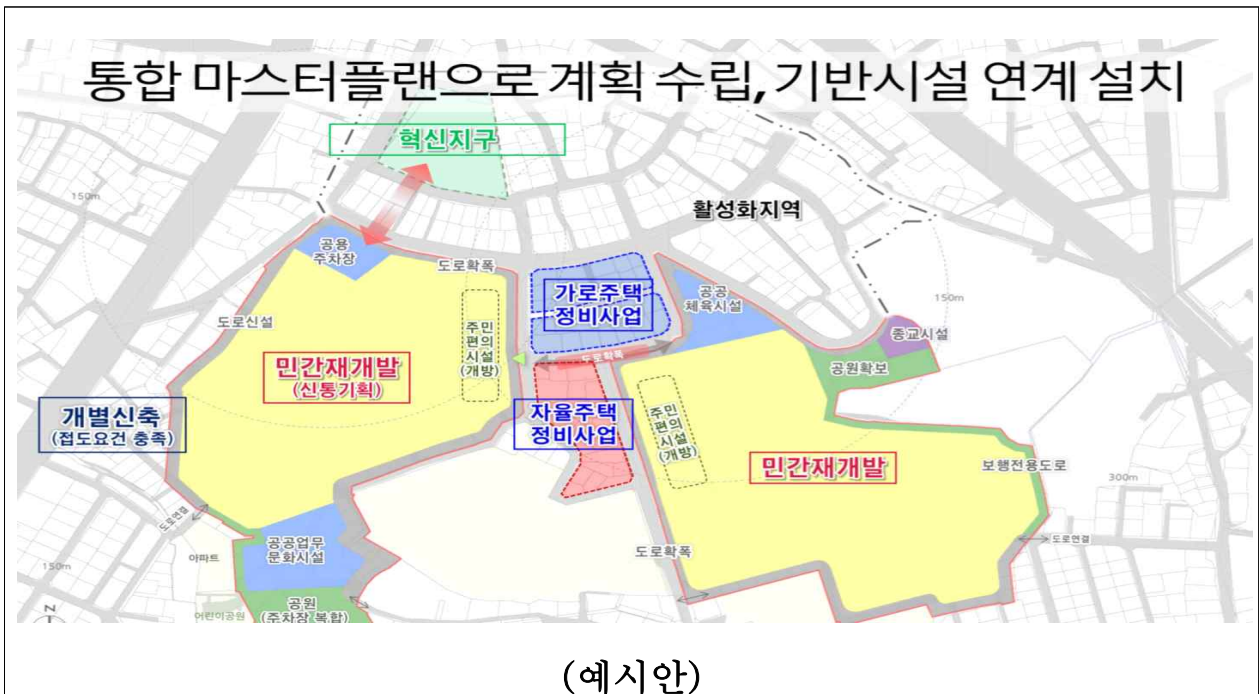 통합 마스터플랜으로 계획 수립, 기반시설 연계 설치
혁신지구
150m
활성화지역
공용
주차장
도로확폭
가로주택
정비사업
공공
체육시설
150m
도로신설
주민
편의
시설
(개방)
종교시설
도로확폭
공원확보
민간재개발
(신통기획)
개별신축
(접도요건 충족)
자율주택
정비사업
주민
편의
시설
(개방)
민간재개발
보행전용도로
300m
도로연결
공공업무
문화시설
아파트
도로확폭
도로연결
150m
어린이공원
공원
(주차장 복합)
N
(예시안)